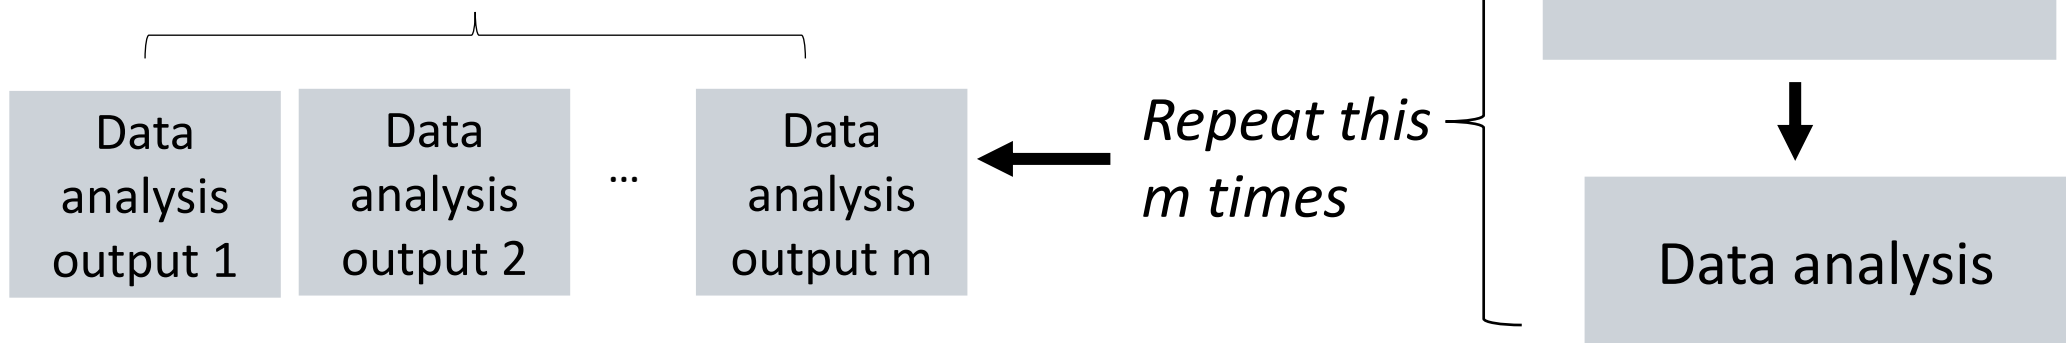 Data
analysis
output 1
Data
analysis
output 2
...
Data
analysis
output m
Repeat this
m times
Data analysis